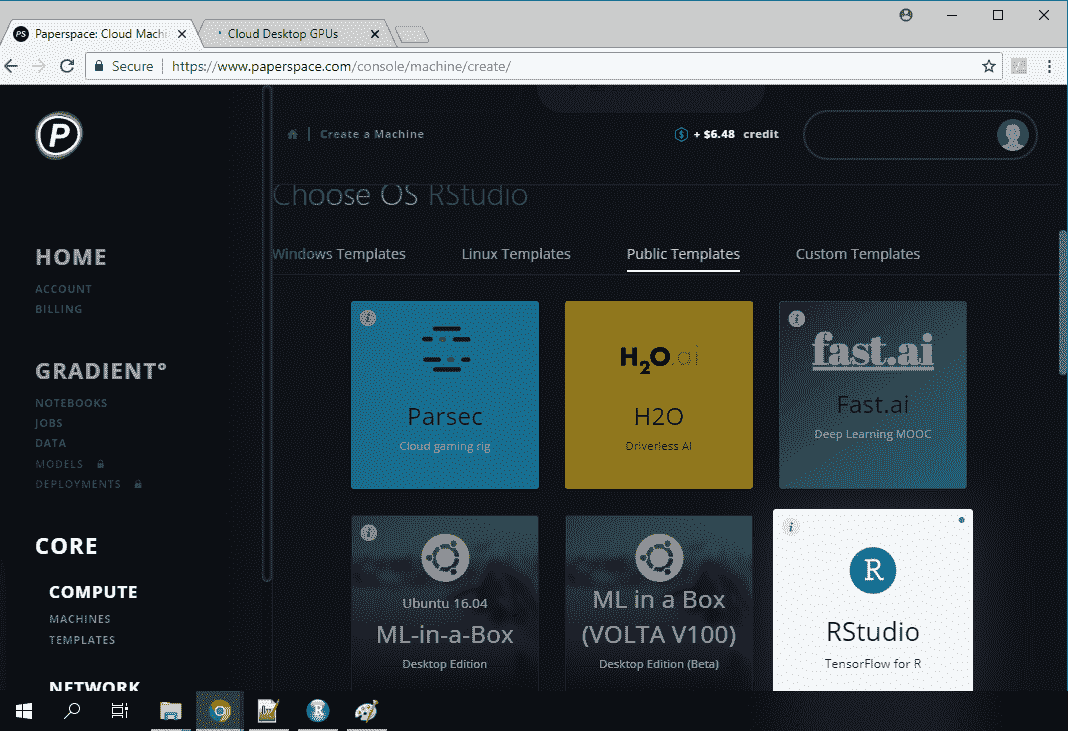 PS Paperspace: Cloud Machi
Cloud Desktop GPUs
Secure
https://www.paperspace.com/console/machine/create/
P
Create a Machine
$ + $6.48 credit
Choose OS RStudio
Windows Templates
Linux Templates
Public Templates
Custom Templates
HOME
ACCOUNT
BILLING
GRADIENT°
NOTEBOOKS
JOBS
DATA
MODELS
DEPLOYMENTS
CORE
COMPUTE
MACHINES
TEMPLATES
NETWORK
i
Parsec
Cloud gaming rig
H2O.ai
H2O
Driverless AI
i
fast.ai
Fast.ai
Deep Learning MOOC
i
Ubuntu 16.04
ML-in-a-Box
Desktop Edition
ML in a Box
(VOLTA V100)
Desktop Edition (Beta)
i
R
RStudio
TensorFlow for R
R